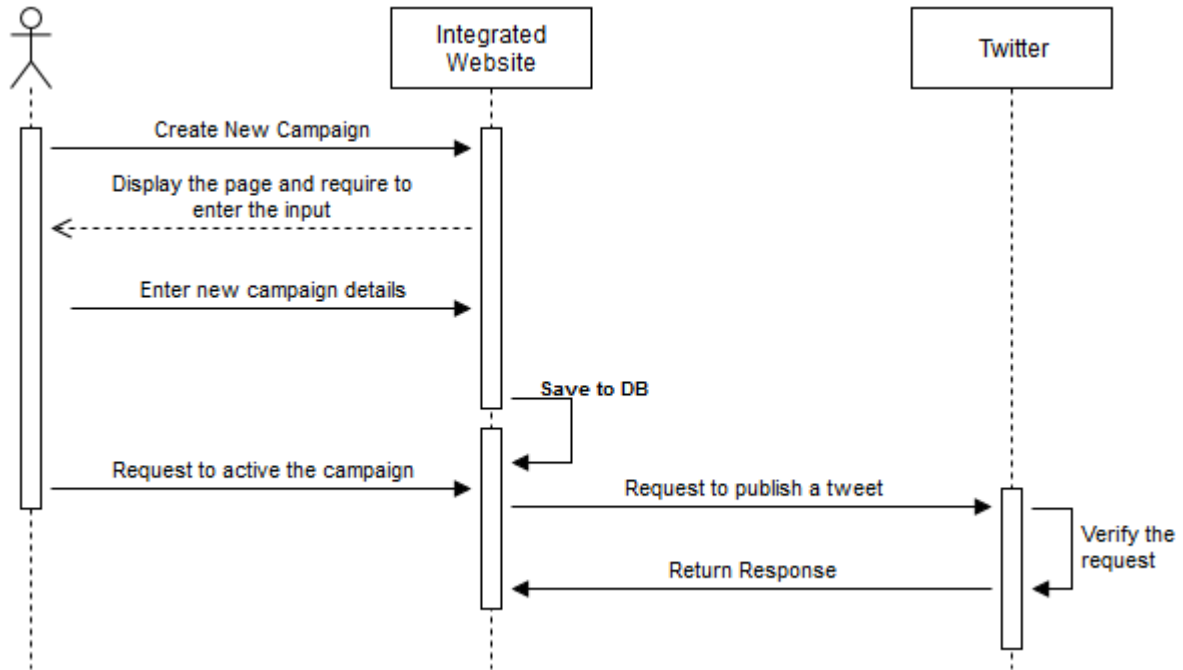 Integrated
Website
Twitter
Create New Campaign
Display the page and require to
enter the input
Enter new campaign details
Save to DB
Request to active the campaign
Request to publish a tweet
Verify the
request
Return Response